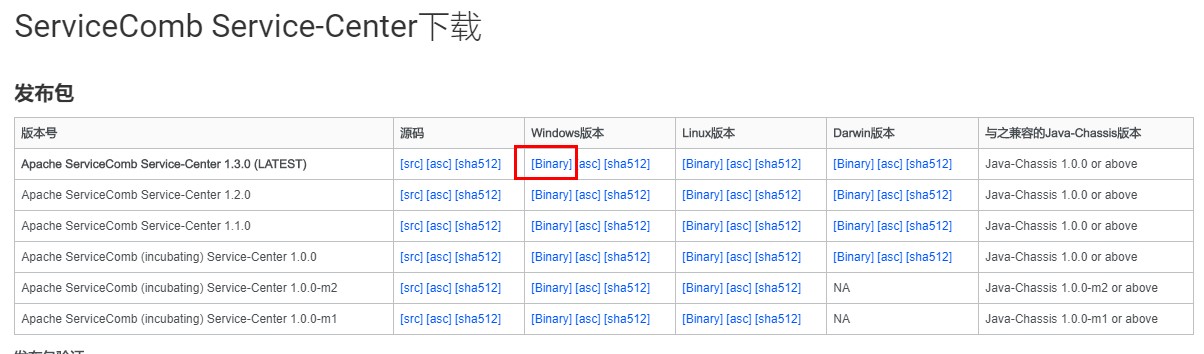 ServiceComb Service-Center下载
发布包
版本号 源码 Windows版本 Linux版本 Darwin版本 与之兼容的Java-Chassis版本
Apache ServiceComb Service-Center 1.3.0 (LATEST) [src] [asc] [sha512] [Binary] [asc] [sha512] [Binary] [asc] [sha512] [Binary] [asc] [sha512] Java-Chassis 1.0.0 or above
Apache ServiceComb Service-Center 1.2.0 [src] [asc] [sha512] [Binary] [asc] [sha512] [Binary] [asc] [sha512] [Binary] [asc] [sha512] Java-Chassis 1.0.0 or above
Apache ServiceComb Service-Center 1.1.0 [src] [asc] [sha512] [Binary] [asc] [sha512] [Binary] [asc] [sha512] [Binary] [asc] [sha512] Java-Chassis 1.0.0 or above
Apache ServiceComb (incubating) Service-Center 1.0.0 [src] [asc] [sha512] [Binary] [asc] [sha512] [Binary] [asc] [sha512] [Binary] [asc] [sha512] Java-Chassis 1.0.0 or above
Apache ServiceComb (incubating) Service-Center 1.0.0-m2 [src] [asc] [sha512] [Binary] [asc] [sha512] [Binary] [asc] [sha512] NA Java-Chassis 1.0.0-m2 or above
Apache ServiceComb (incubating) Service-Center 1.0.0-m1 [src] [asc] [sha512] [Binary] [asc] [sha512] [Binary] [asc] [sha512] NA Java-Chassis 1.0.0-m1 or above